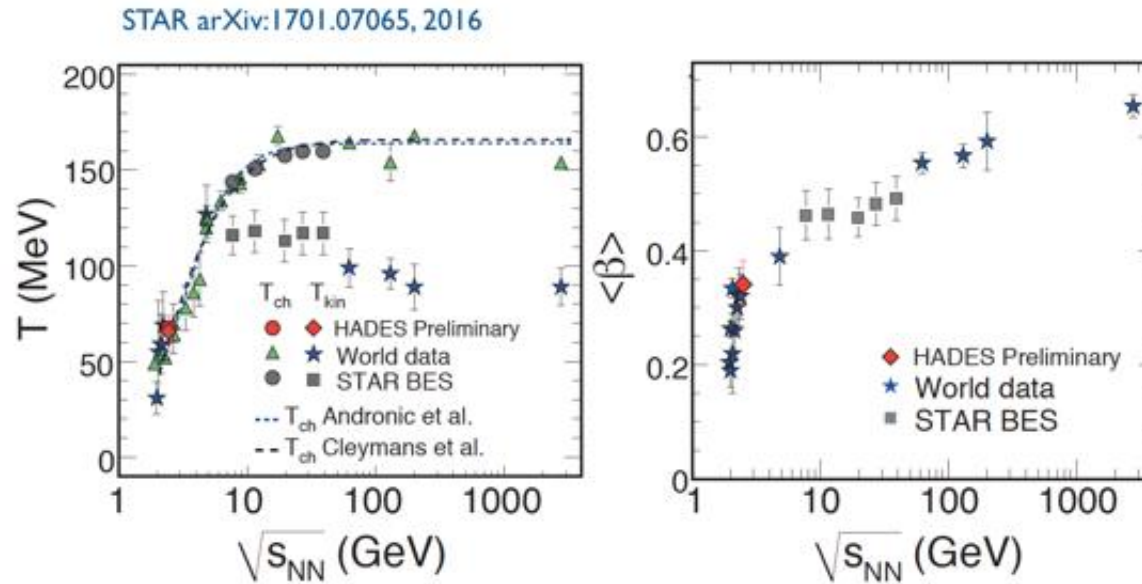 STAR arXiv:1701.07065, 2016
200
150
100
50
0
T (MeV)
T_ch T_kin
HADES Preliminary
World data
STAR BES
T_ch Andronic et al.
T_ch Cleymans et al.
1 10 100 1000
√s_NN (GeV)
0.6
0.4
0.2
0
<β>
HADES Preliminary
World data
STAR BES
1 10 100 1000
√s_NN (GeV)